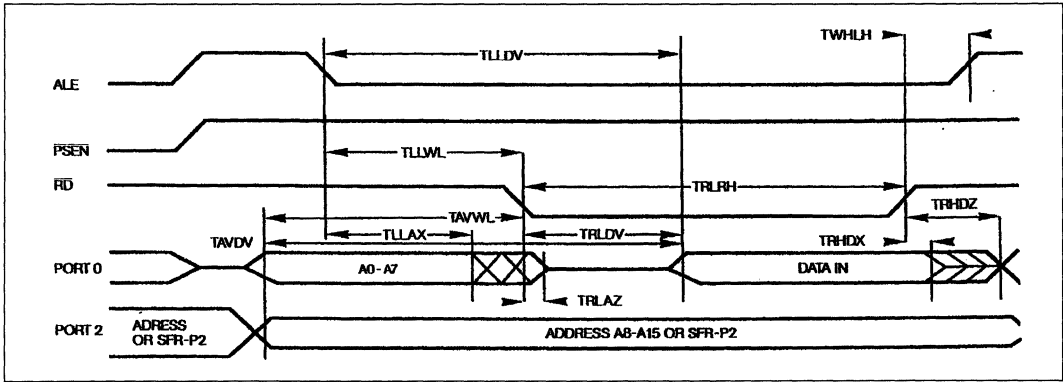 TLLDV
TWHLH
ALE
PSEN
TLLWL
RD
TRLRH
TAVWL
TRHDZ
TAVDV
TLLAX
TRLDV
TRHDX
PORT 0
A0 - A7
DATA IN
TRLAZ
PORT 2
ADRESS
OR SFR-P2
ADDRESS A8-A15 OR SFR-P2